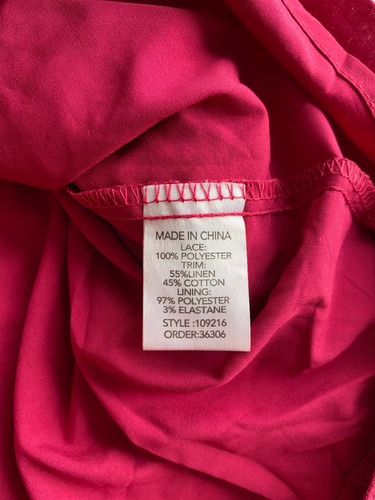 MADE IN CHINA
LACE:
100% POLYESTER
TRIM:
55%LINEN
45% COTTON
LINING:
97% POLYESTER
3% ELASTANE
STYLE :109216
ORDER:36306